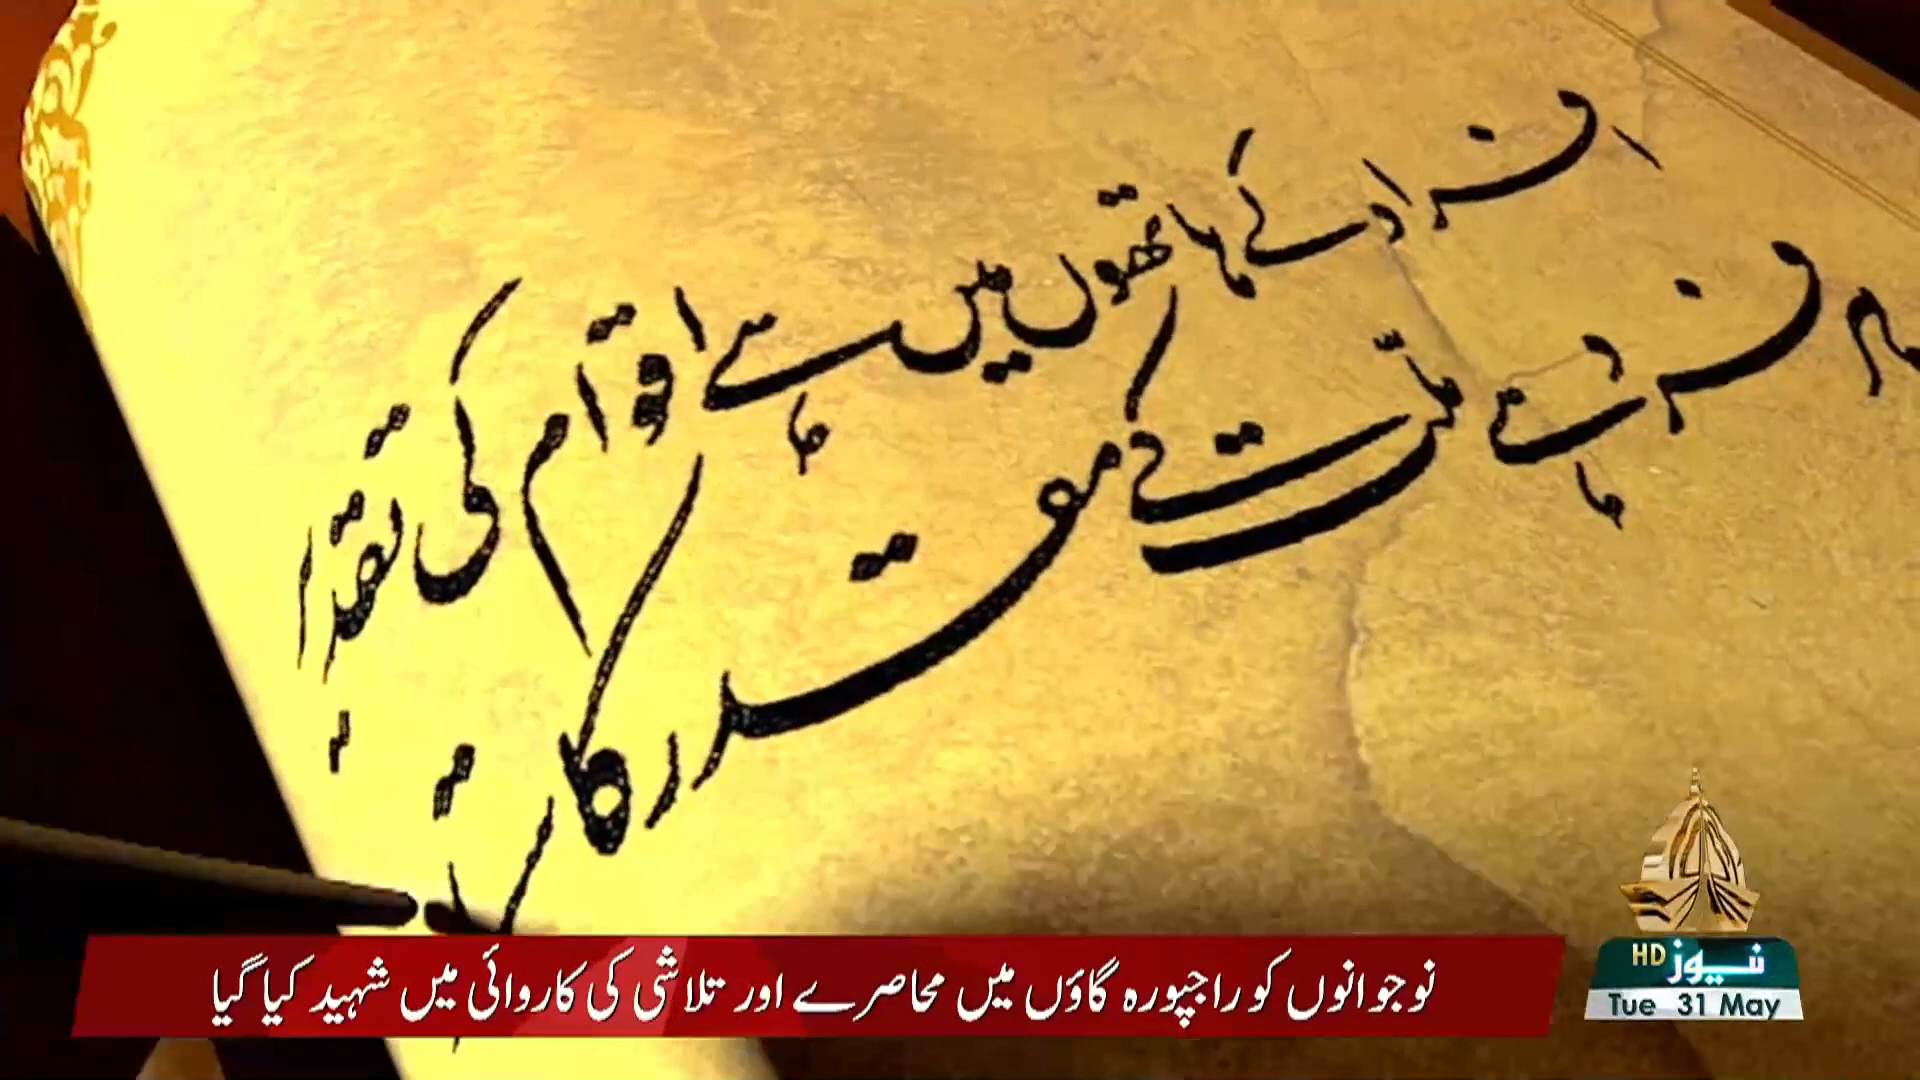 افراد کے ہاتھوں میں ہے اقوام کی تقدیر
ہر فرد ہے ملّت کے مقدر کا ستارا
نیوز HD
Tue 31 May
نوجوانوں کو راجپورہ گاؤں میں محاصرے اور تلاشی کی کاروائی میں شہید کیا گیا